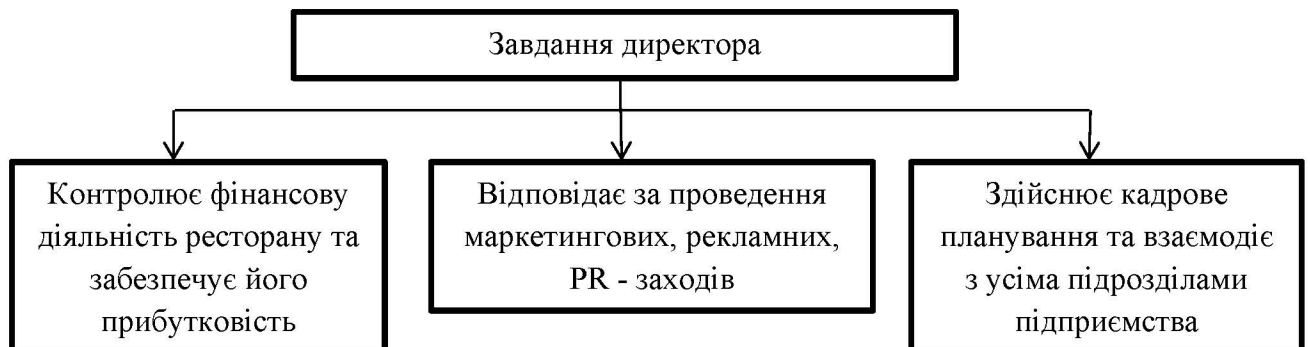 Завдання директора
Контролює фінансову
діяльність ресторану та
забезпечує його
прибутковість
Відповідає за проведення
маркетингових, рекламних,
PR - заходів
Здійснює кадрове
планування та взаємодіє
з усіма підрозділами
підприємства